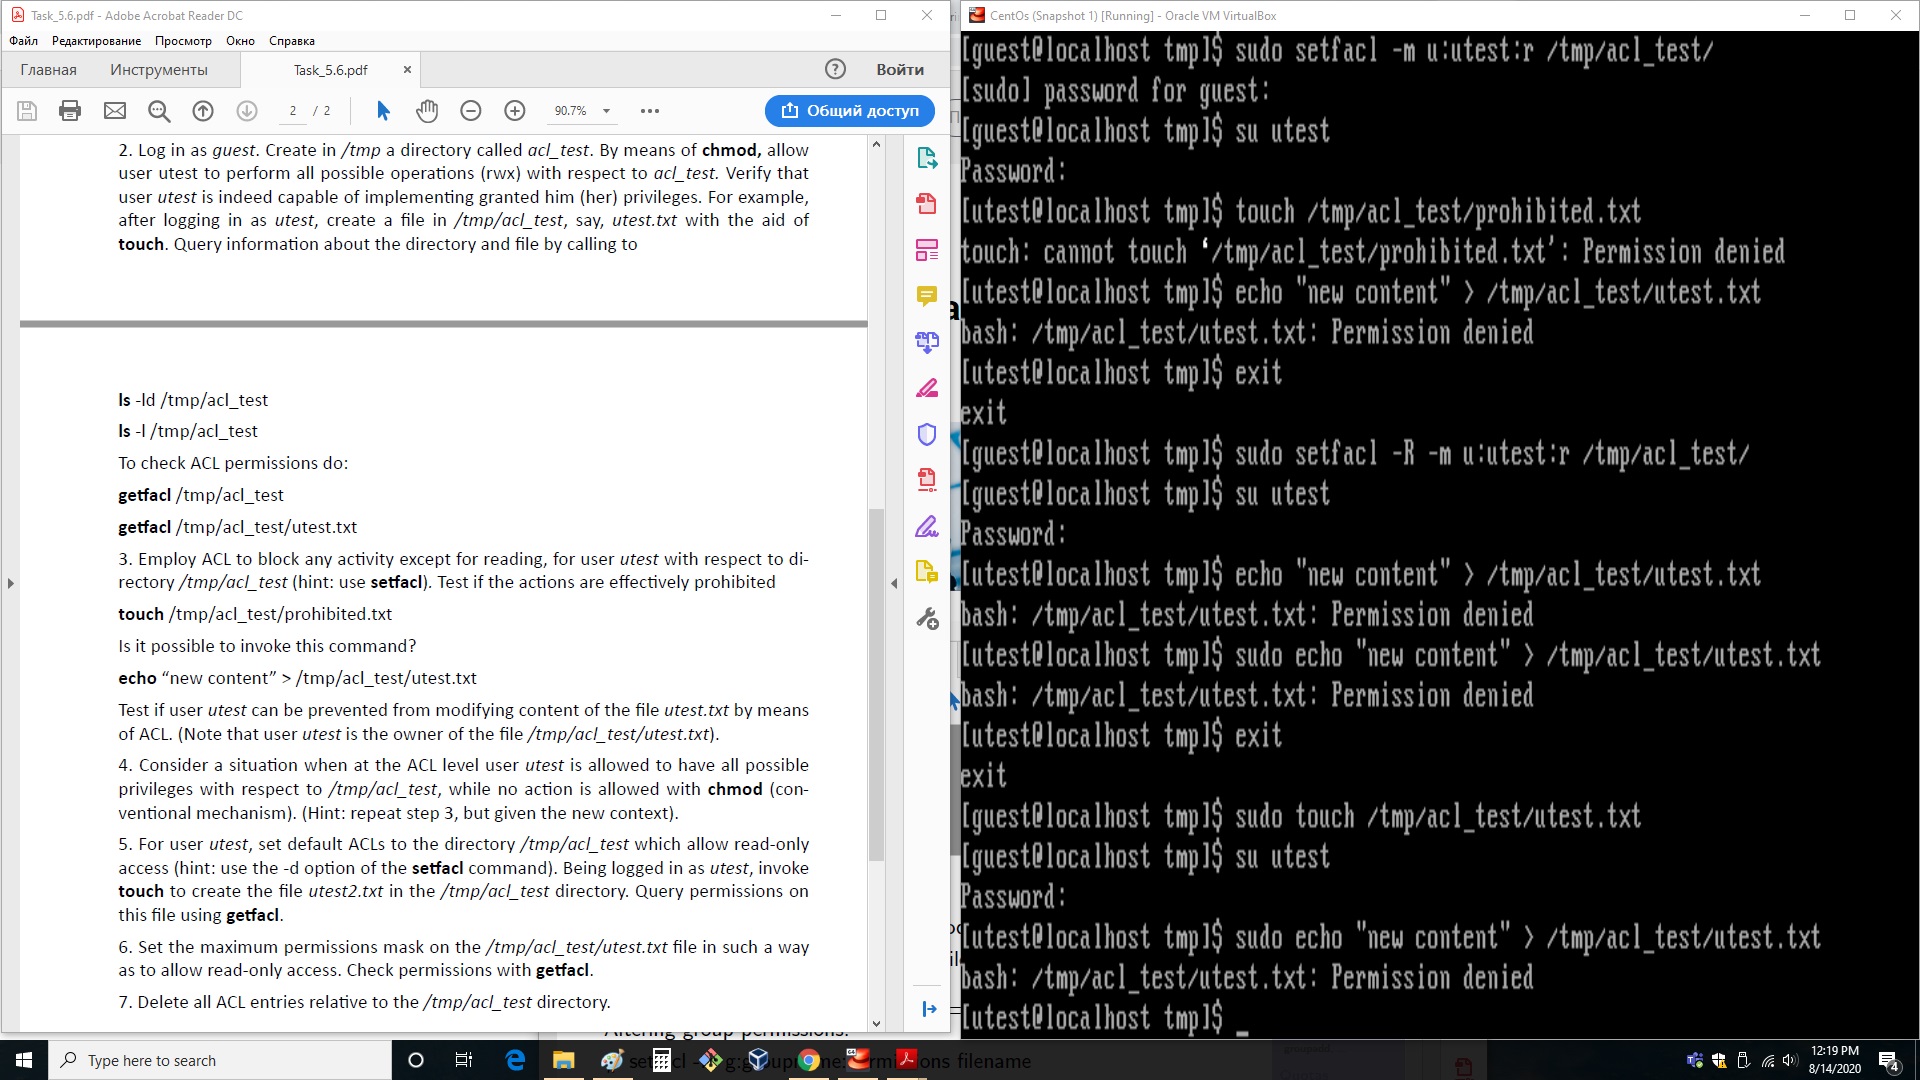 Task_5.6.pdf - Adobe Acrobat Reader DC
Файл Редактирование Просмотр Окно Справка
Главная Инструменты Task_5.6.pdf × Войти
2 / 2 90.7% Общий доступ
2. Log in as guest. Create in /tmp a directory called acl_test. By means of chmod, allow
user utest to perform all possible operations (rwx) with respect to acl_test. Verify that
user utest is indeed capable of implementing granted him (her) privileges. For example,
after logging in as utest, create a file in /tmp/acl_test, say, utest.txt with the aid of
touch. Query information about the directory and file by calling to
ls -ld /tmp/acl_test
ls -l /tmp/acl_test
To check ACL permissions do:
getfacl /tmp/acl_test
getfacl /tmp/acl_test/utest.txt
3. Employ ACL to block any activity except for reading, for user utest with respect to di-
rectory /tmp/acl_test (hint: use setfacl). Test if the actions are effectively prohibited
touch /tmp/acl_test/prohibited.txt
Is it possible to invoke this command?
echo “new content” > /tmp/acl_test/utest.txt
Test if user utest can be prevented from modifying content of the file utest.txt by means
of ACL. (Note that user utest is the owner of the file /tmp/acl_test/utest.txt).
4. Consider a situation when at the ACL level user utest is allowed to have all possible
privileges with respect to /tmp/acl_test, while no action is allowed with chmod (con-
ventional mechanism). (Hint: repeat step 3, but given the new context).
5. For user utest, set default ACLs to the directory /tmp/acl_test which allow read-only
access (hint: use the -d option of the setfacl command). Being logged in as utest, invoke
touch to create the file utest2.txt in the /tmp/acl_test directory. Query permissions on
this file using getfacl.
6. Set the maximum permissions mask on the /tmp/acl_test/utest.txt file in such a way
as to allow read-only access. Check permissions with getfacl.
7. Delete all ACL entries relative to the /tmp/acl_test directory.
CentOs (Snapshot 1) [Running] - Oracle VM VirtualBox
[guest@localhost tmp]$ sudo setfacl -m u:utest:r /tmp/acl_test/
[sudo] password for guest:
[guest@localhost tmp]$ su utest
Password:
[utest@localhost tmp]$ touch /tmp/acl_test/prohibited.txt
touch: cannot touch ‘/tmp/acl_test/prohibited.txt’: Permission denied
[utest@localhost tmp]$ echo "new content" > /tmp/acl_test/utest.txt
bash: /tmp/acl_test/utest.txt: Permission denied
[utest@localhost tmp]$ exit
exit
[guest@localhost tmp]$ sudo setfacl -R -m u:utest:r /tmp/acl_test/
[guest@localhost tmp]$ su utest
Password:
[utest@localhost tmp]$ echo "new content" > /tmp/acl_test/utest.txt
bash: /tmp/acl_test/utest.txt: Permission denied
[utest@localhost tmp]$ sudo echo "new content" > /tmp/acl_test/utest.txt
bash: /tmp/acl_test/utest.txt: Permission denied
[utest@localhost tmp]$ exit
exit
[guest@localhost tmp]$ sudo touch /tmp/acl_test/utest.txt
[guest@localhost tmp]$ su utest
Password:
[utest@localhost tmp]$ sudo echo "new content" > /tmp/acl_test/utest.txt
bash: /tmp/acl_test/utest.txt: Permission denied
[utest@localhost tmp]$ _
Type here to search
filename
12:19 PM
8/14/2020
4